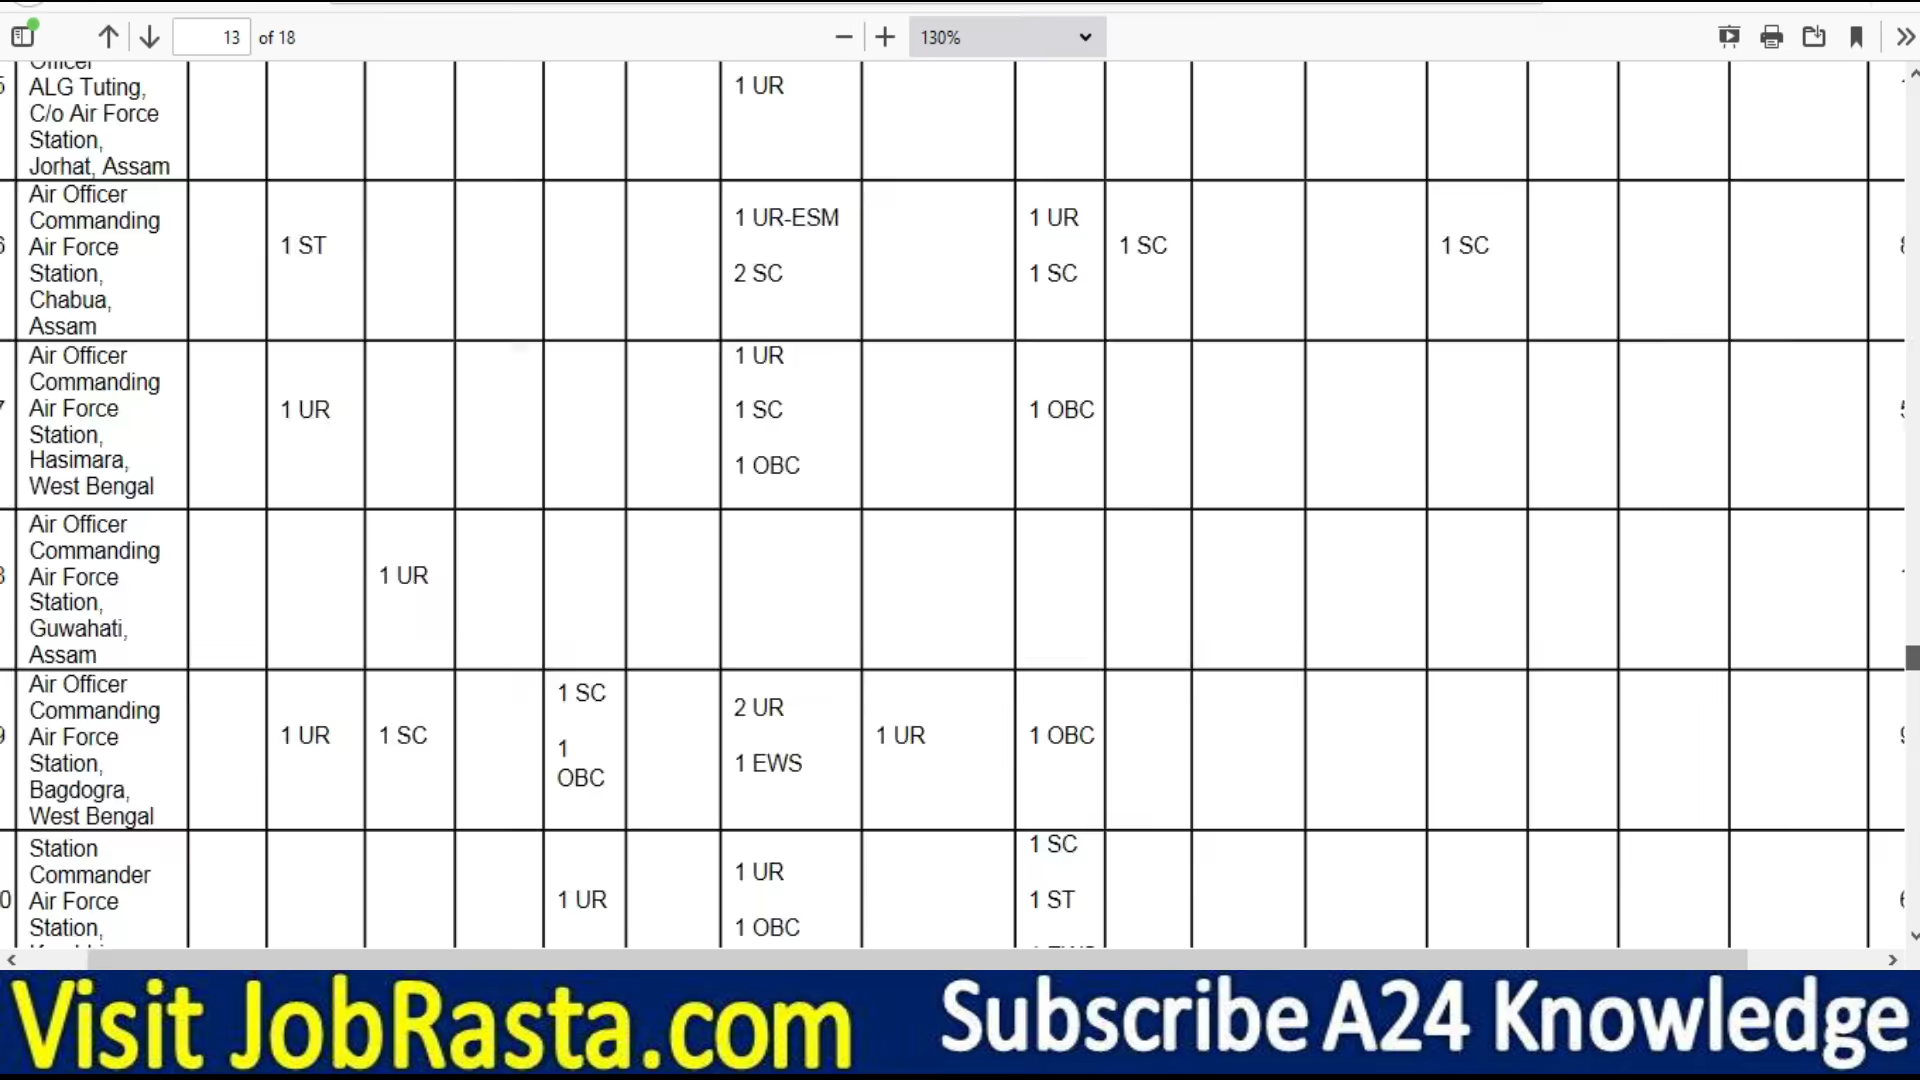 13 of 18
130%
Officer
ALG Tuting,
C/o Air Force
Station,
Jorhat, Assam
1 UR
Air Officer
Commanding
Air Force
Station,
Chabua,
Assam
1 ST
1 UR-ESM
2 SC
1 UR
1 SC
1 SC
1 SC
Air Officer
Commanding
Air Force
Station,
Hasimara,
West Bengal
1 UR
1 UR
1 SC
1 OBC
1 OBC
Air Officer
Commanding
Air Force
Station,
Guwahati,
Assam
1 UR
Air Officer
Commanding
Air Force
Station,
Bagdogra,
West Bengal
1 UR
1 SC
1 SC
1
OBC
2 UR
1 EWS
1 UR
1 OBC
Station
Commander
Air Force
Station,
1 UR
1 UR
1 OBC
1 SC
1 ST
Visit JobRasta.com
Subscribe A24 Knowledge